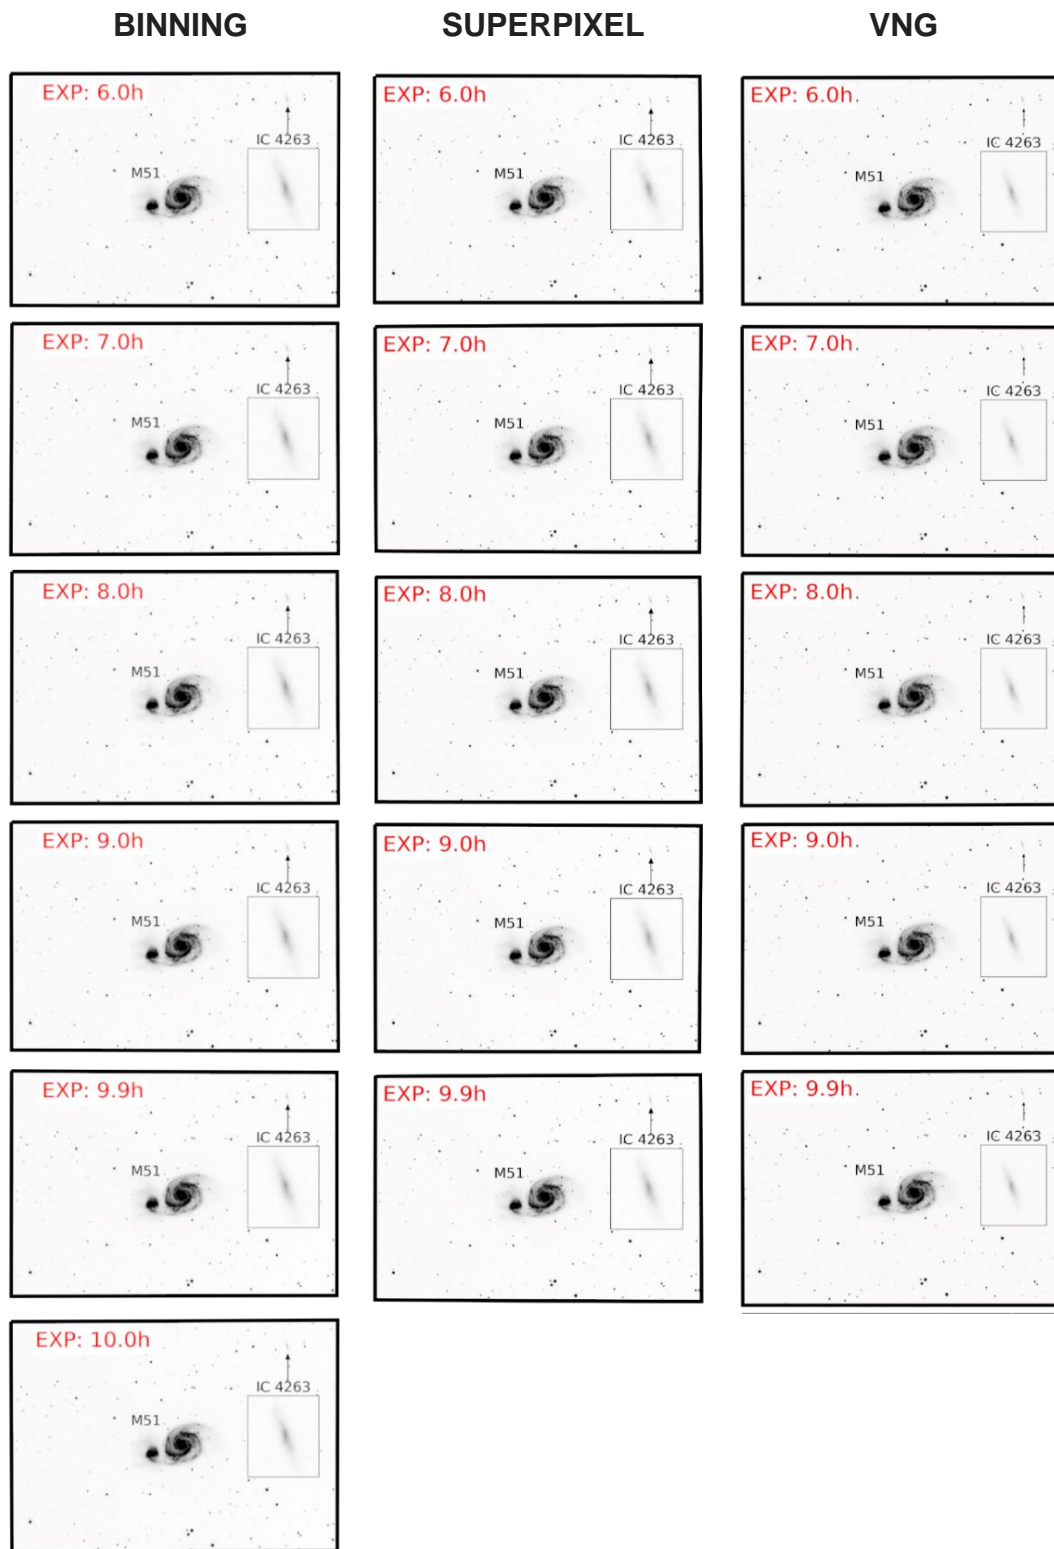 BINNING SUPERPIXEL VNG
EXP: 6.0h EXP: 6.0h EXP: 6.0h
IC 4263 IC 4263 IC 4263
M51 M51 M51
EXP: 7.0h EXP: 7.0h EXP: 7.0h
IC 4263 IC 4263 IC 4263
M51 M51 M51
EXP: 8.0h EXP: 8.0h EXP: 8.0h
IC 4263 IC 4263 IC 4263
M51 M51 M51
EXP: 9.0h EXP: 9.0h EXP: 9.0h
IC 4263 IC 4263 IC 4263
M51 M51 M51
EXP: 9.9h EXP: 9.9h EXP: 9.9h
IC 4263 IC 4263 IC 4263
M51 M51 M51
EXP: 10.0h
IC 4263
M51